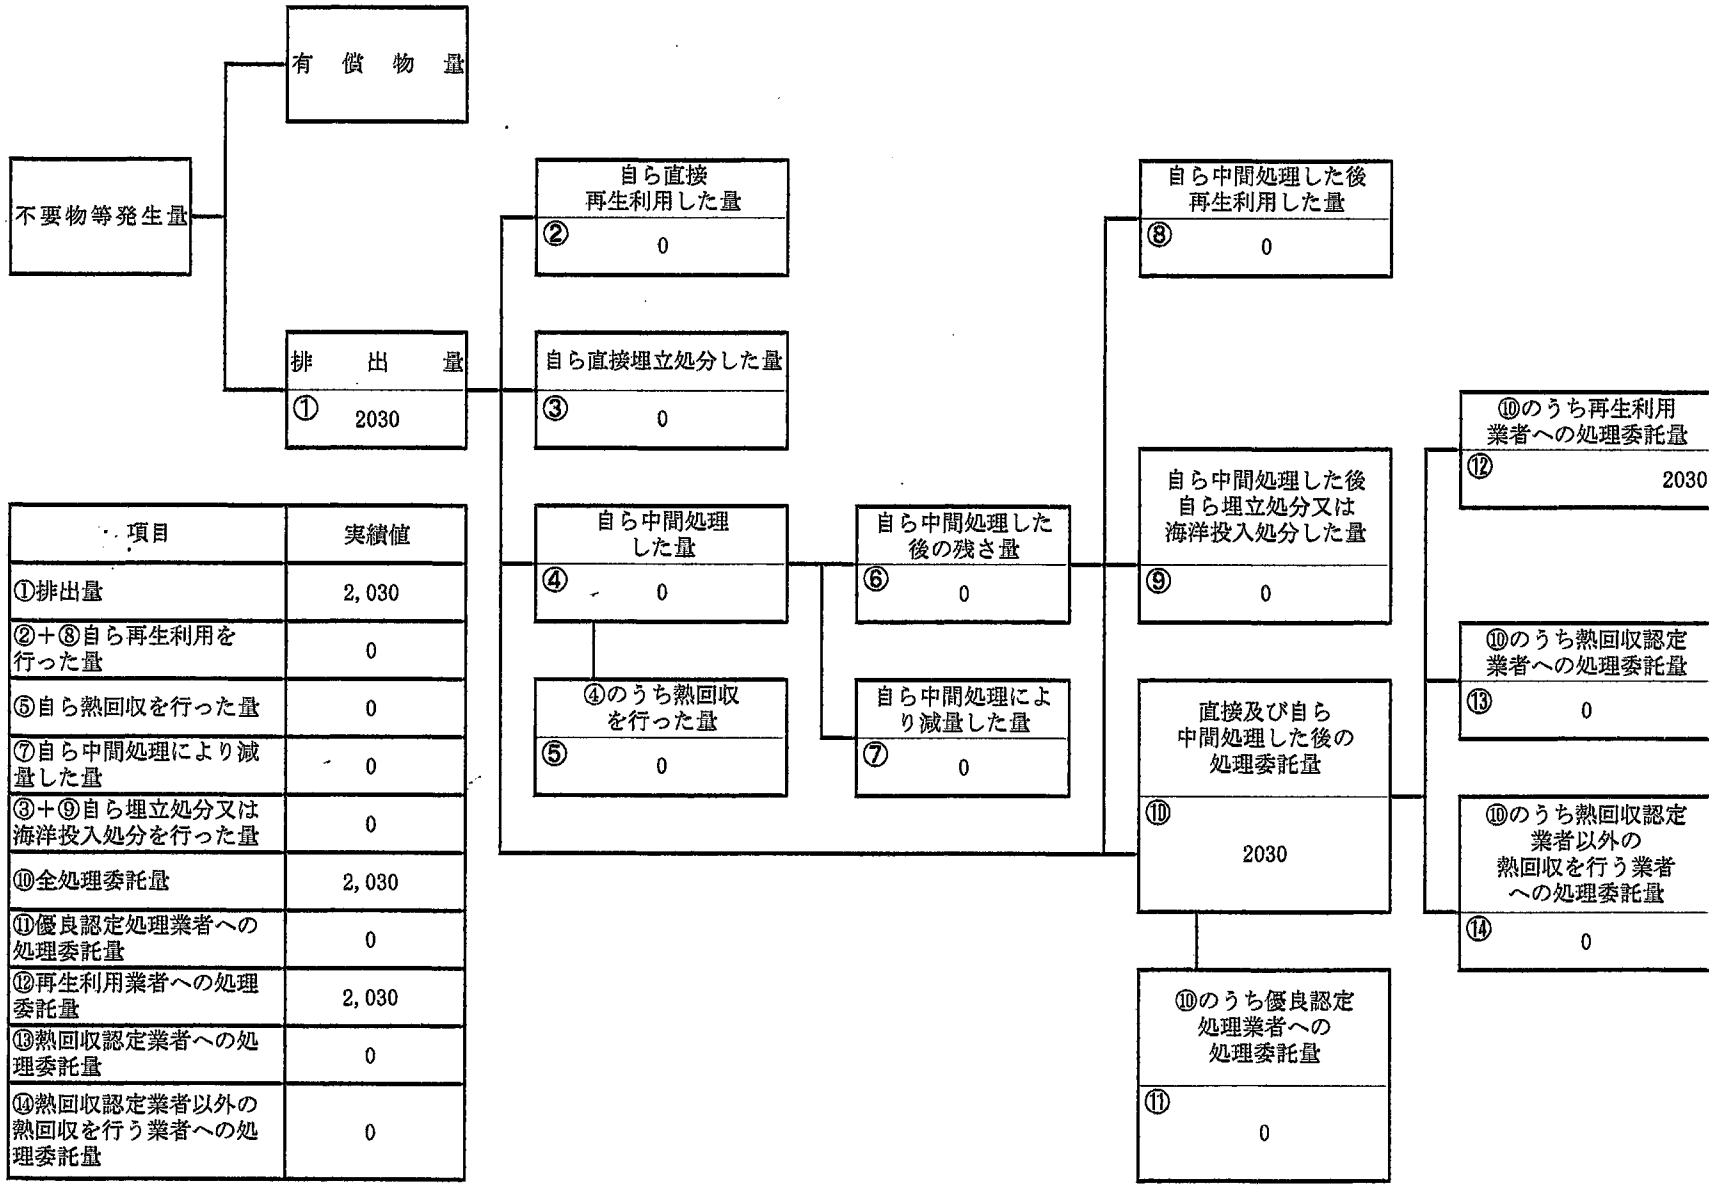 有償物量
不要物等発生量
自ら直接
再生利用した量
②
0
自ら中間処理した後
再生利用した量
⑧
0
排出量
①
2030
自ら直接埋立処分した量
③
0
⑩のうち再生利用
業者への処理委託量
⑫
2030
自ら中間処理
した量
④
0
自ら中間処理した
後の残さ量
⑥
0
自ら中間処理した後
自ら埋立処分又は
海洋投入処分した量
⑨
0
⑩のうち熱回収認定
業者への処理委託量
⑬
0
④のうち熱回収
を行った量
⑤
0
自ら中間処理によ
り減量した量
⑦
0
直接及び自ら
中間処理した後の
処理委託量
⑩
2030
⑩のうち熱回収認定
業者以外の
熱回収を行う業者
への処理委託量
⑭
0
⑩のうち優良認定
処理業者への
処理委託量
⑪
0
項目 実績値
①排出量 2,030
②+⑧自ら再生利用を
行った量 0
⑤自ら熱回収を行った量 0
⑦自ら中間処理により減
量した量 0
③+⑨自ら埋立処分又は
海洋投入処分を行った量 0
⑩全処理委託量 2,030
⑪優良認定処理業者への
処理委託量 0
⑫再生利用業者への処理
委託量 2,030
⑬熱回収認定業者への処
理委託量 0
⑭熱回収認定業者以外の
熱回収を行う業者への処
理委託量 0